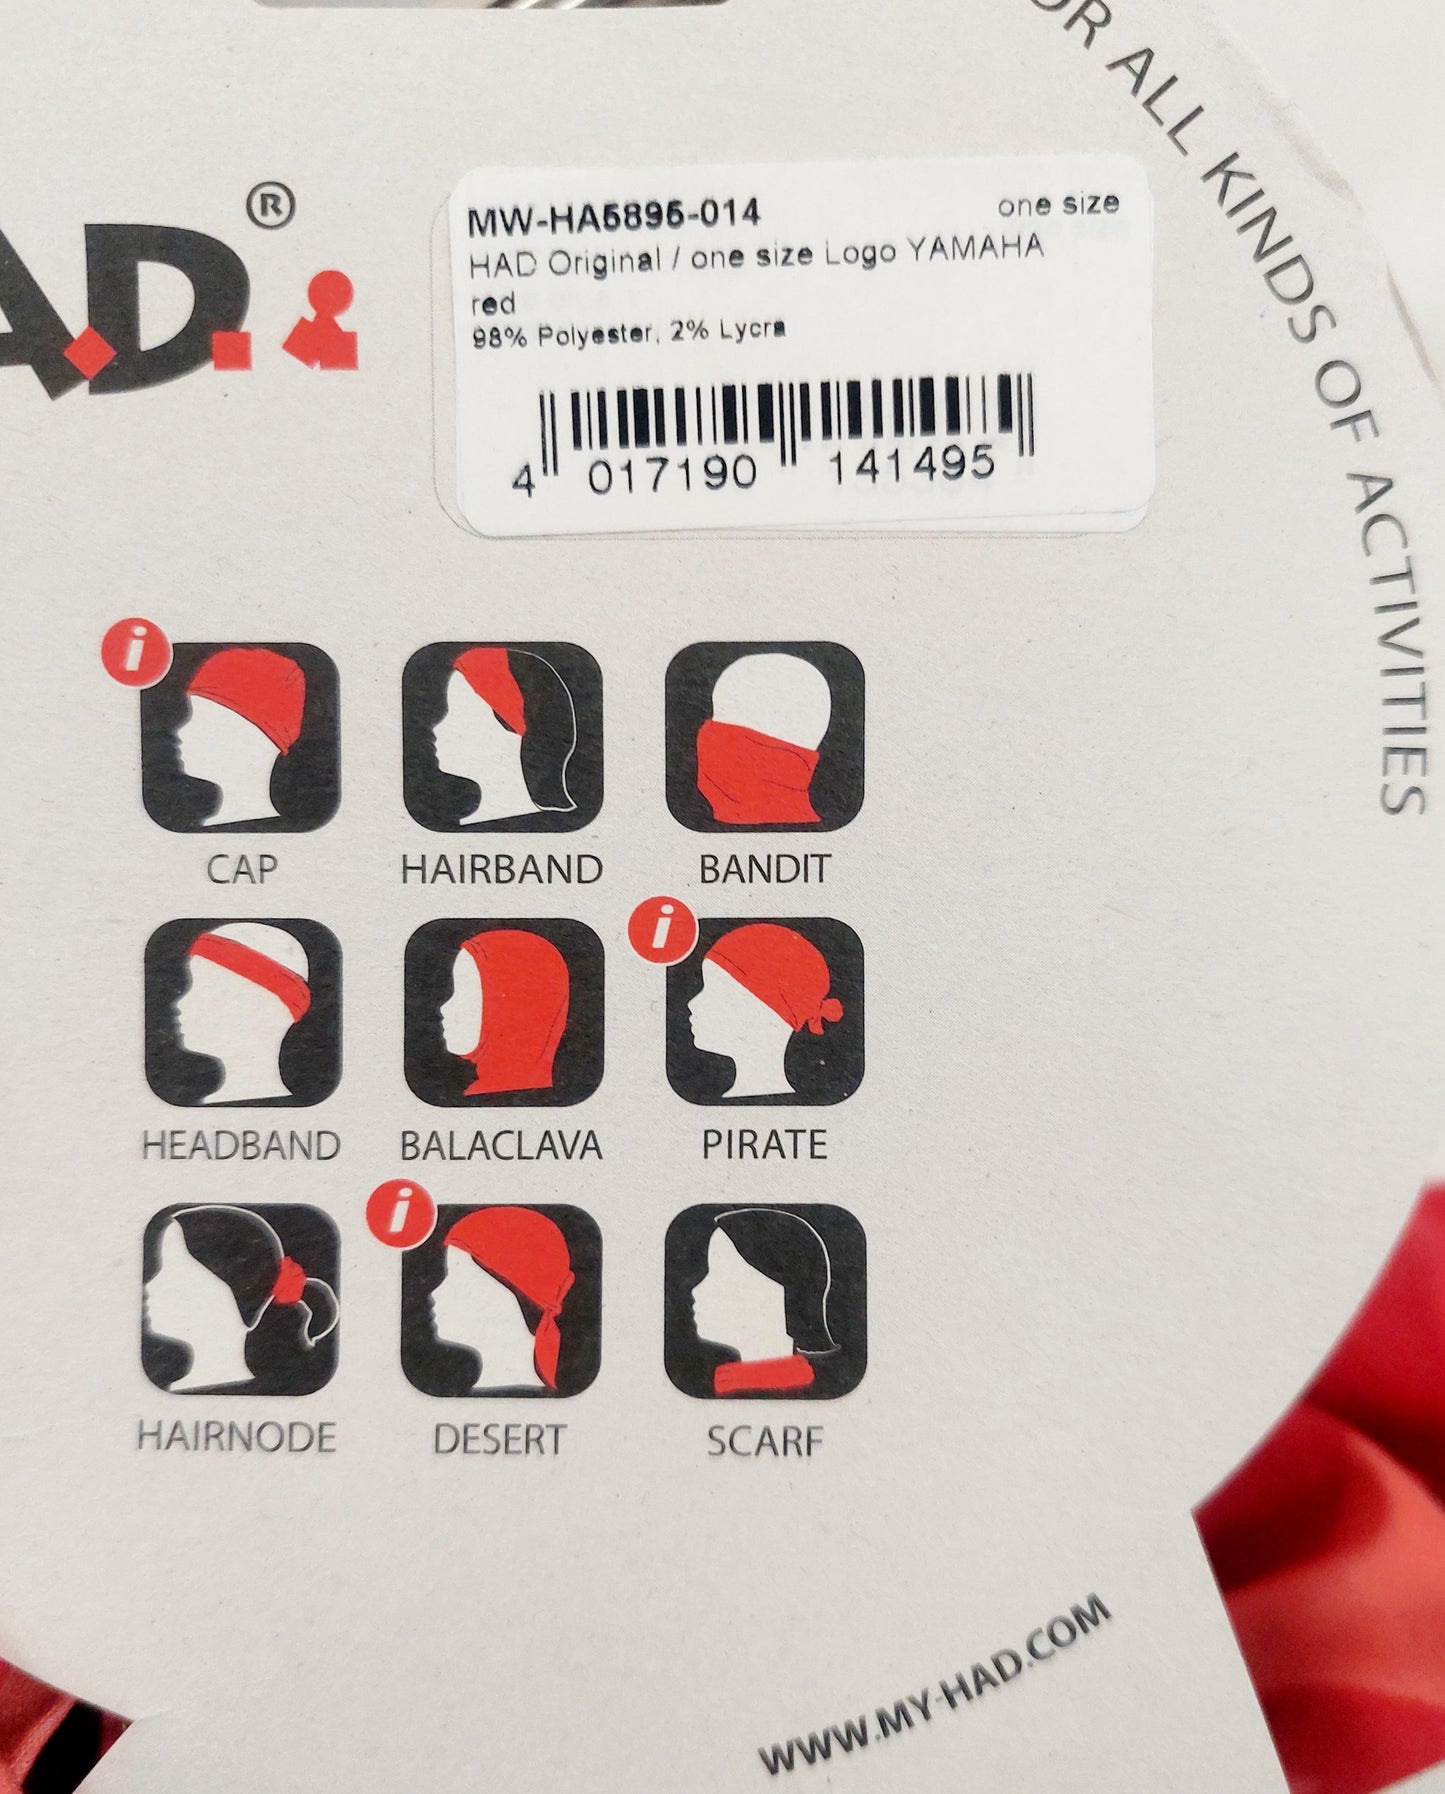 OR ALL KINDS OF ACTIVITIES
A.D. ®
MW-HA5895-014 one size
HAD Original / one size Logo YAMAHA
red
98% Polyester, 2% Lycra
4 017190 141495
i
CAP HAIRBAND BANDIT
i
HEADBAND BALACLAVA PIRATE
i
HAIRNODE DESERT SCARF
WWW.MY-HAD.COM